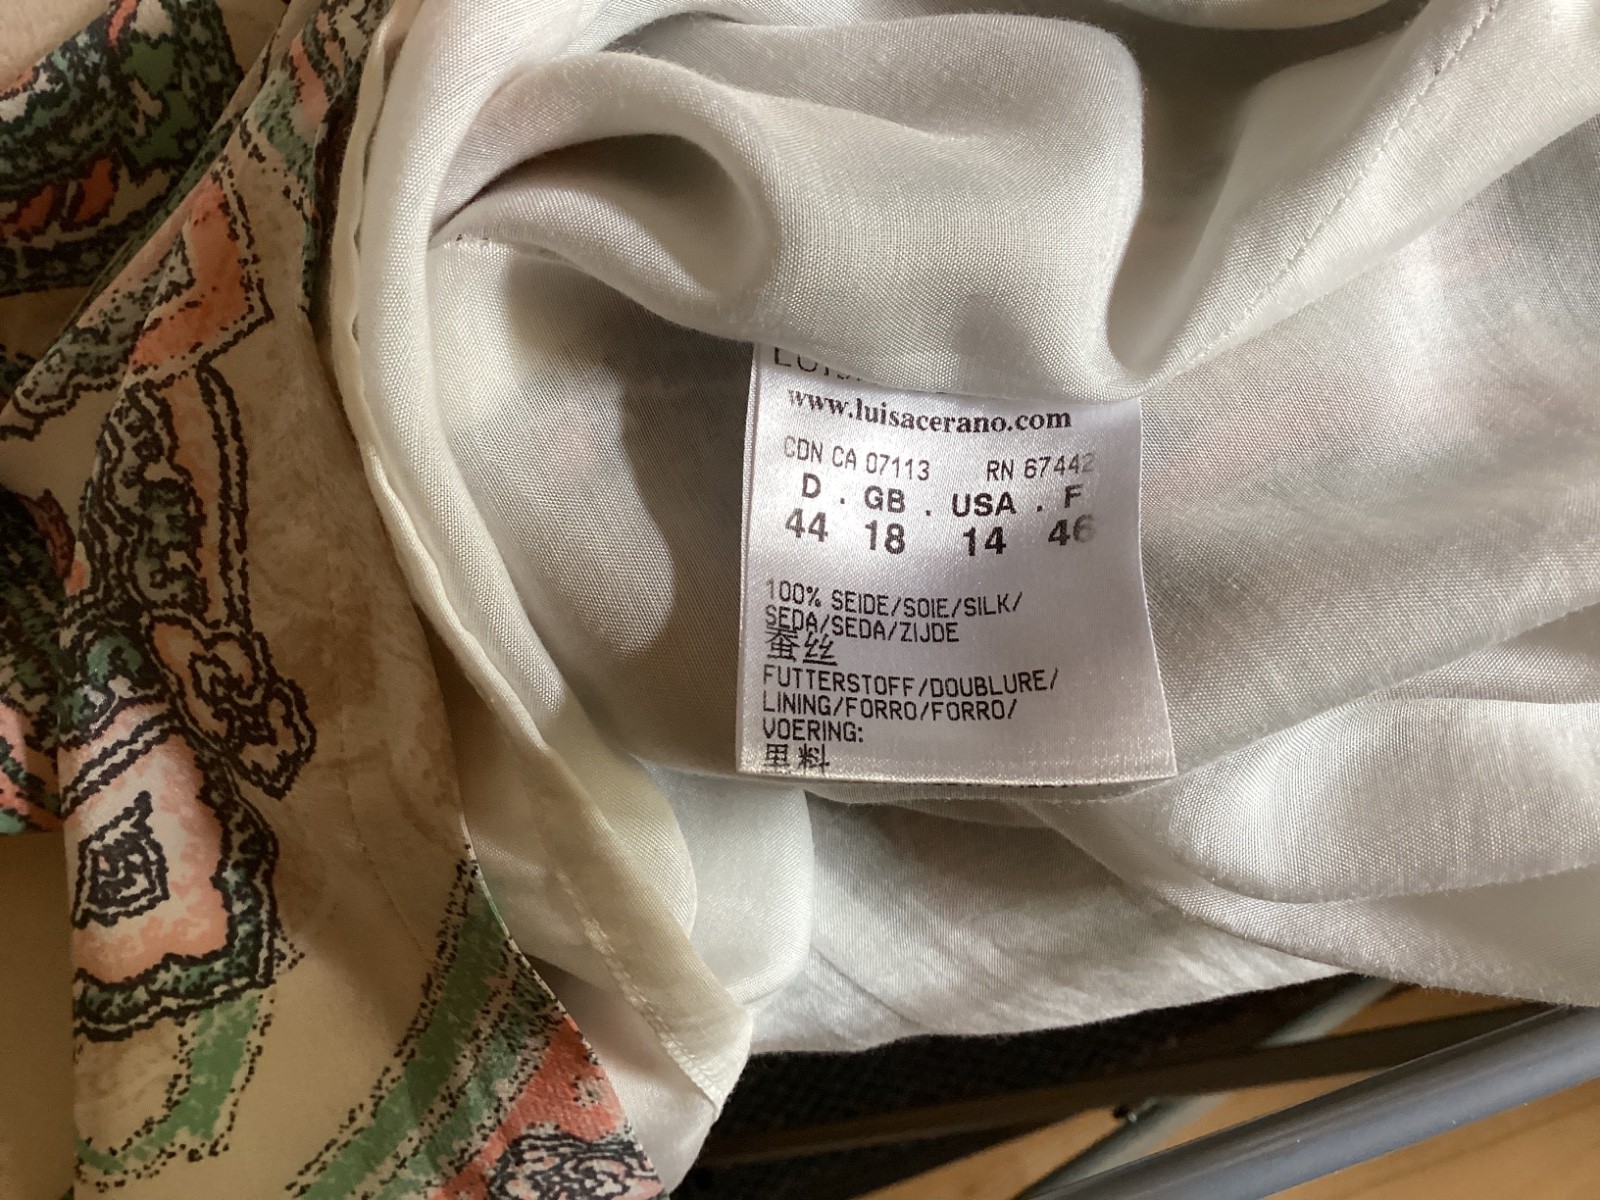 www.luisacerano.com
CDN CA 07113 RN 67442
D . GB . USA . F
44 18 14 46
100% SEIDE/SOIE/SILK/
SEDA/SEDA/ZIJDE
蚕丝
FUTTERSTOFF/DOUBLURE/
LINING/FORRO/FORRO/
VOERING:
里料